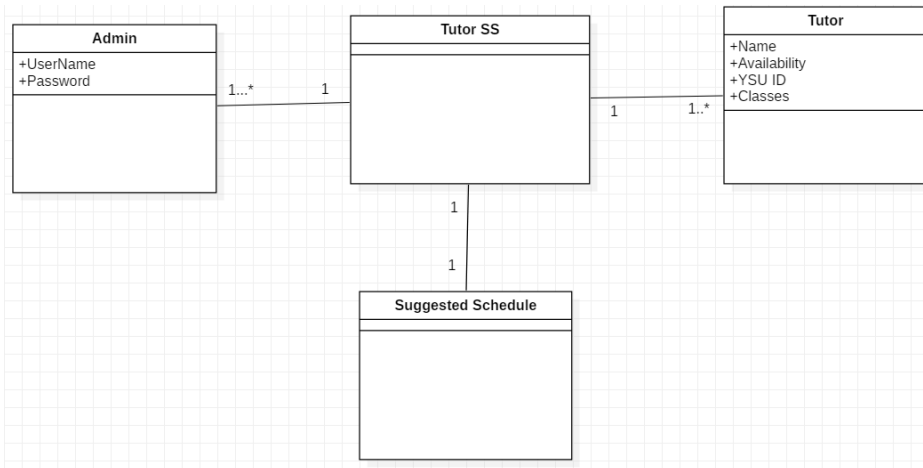 Admin
+UserName
+Password
1...*
1
Tutor SS
Tutor
+Name
+Availability
+YSU ID
+Classes
1
1..*
1
1
Suggested Schedule